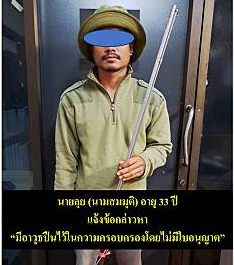 นายลุย (นามสมมุติ) อายุ 33 ปี
แจ้งข้อกล่าวหา
“มีอาวุธปืนไว้ในความครอบครองโดยไม่มีใบอนุญาต”